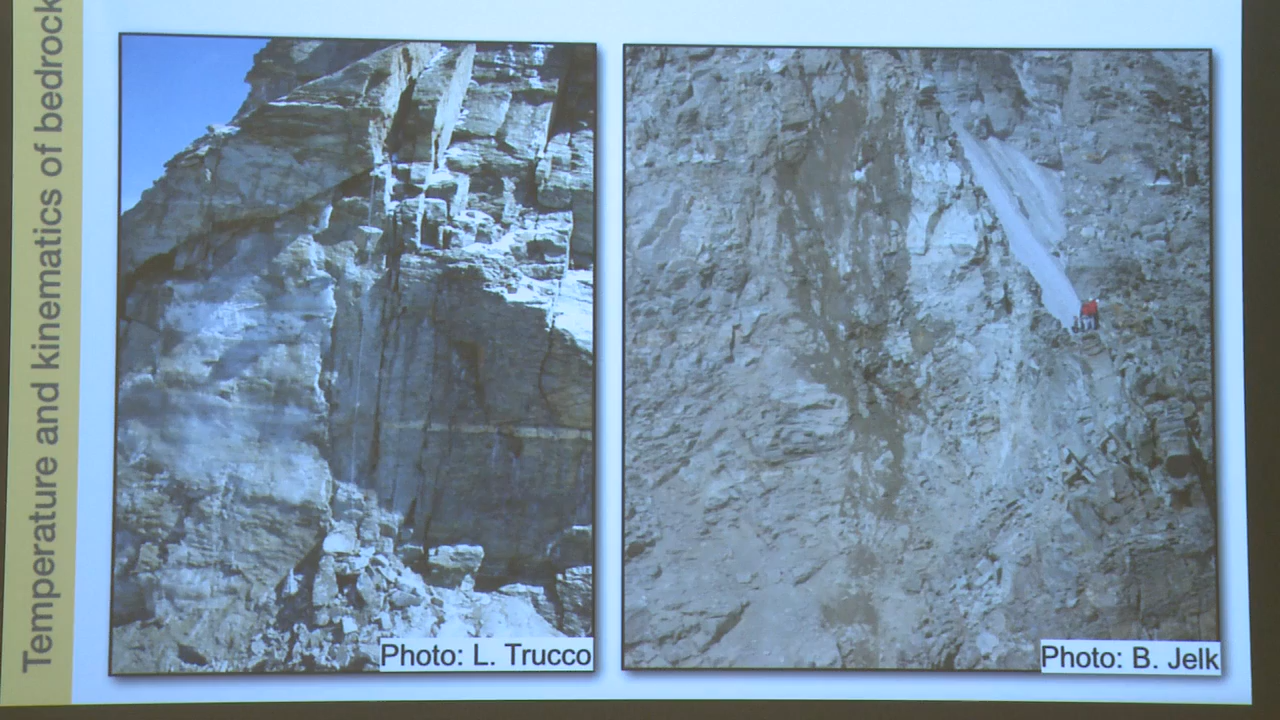 Temperature and kinematics of bedrock
Photo: L. Trucco
Photo: B. Jelk